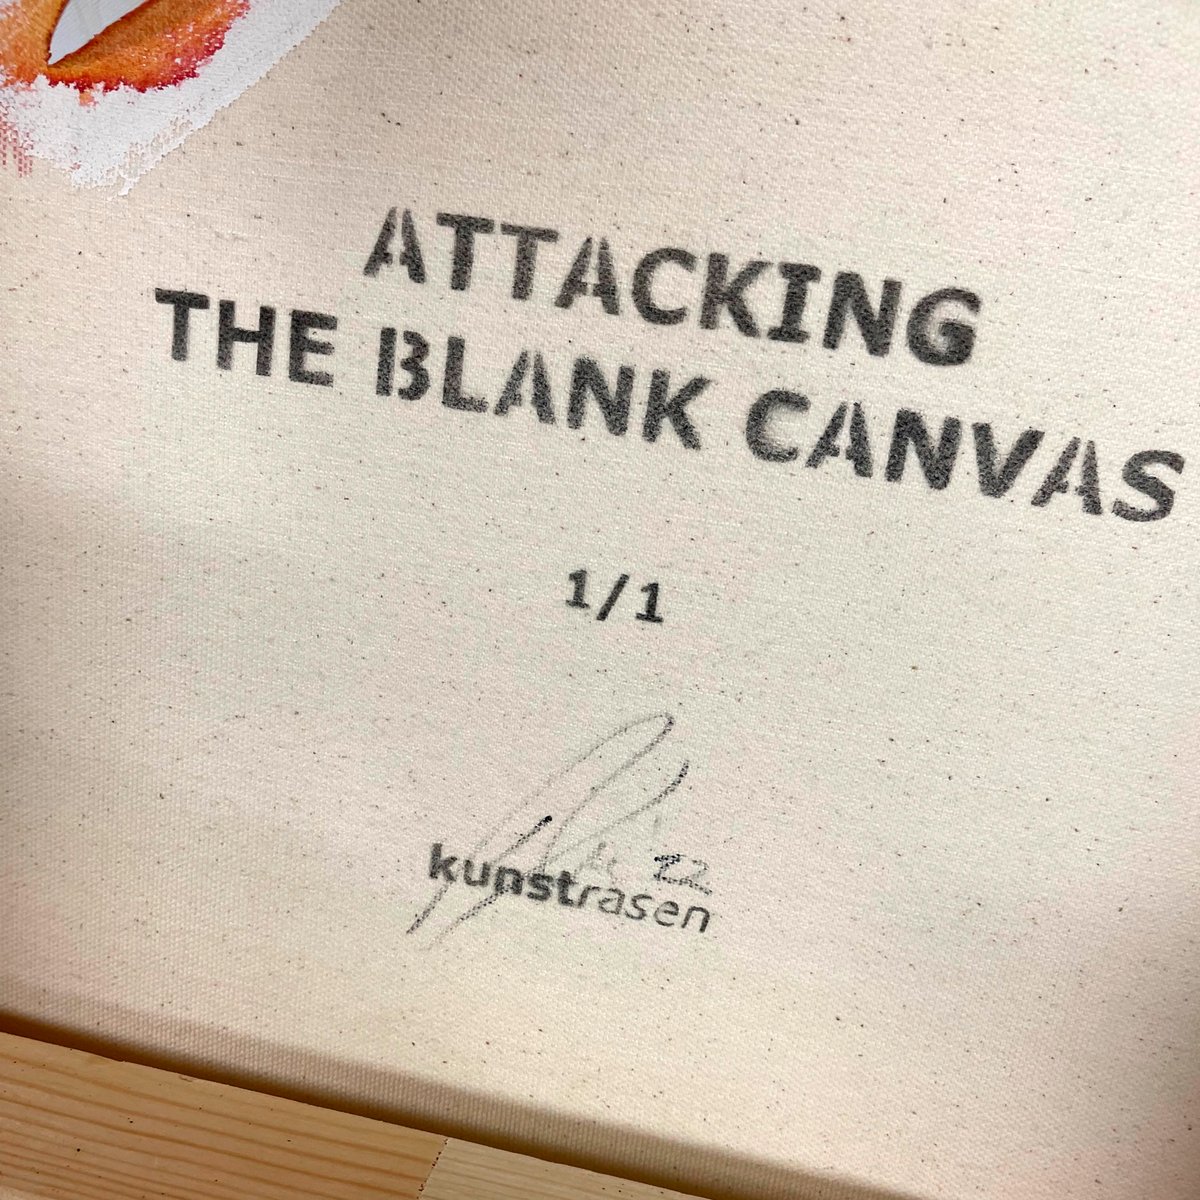 ATTACKING
THE BLANK CANVAS
1/1
22
kunstrasen